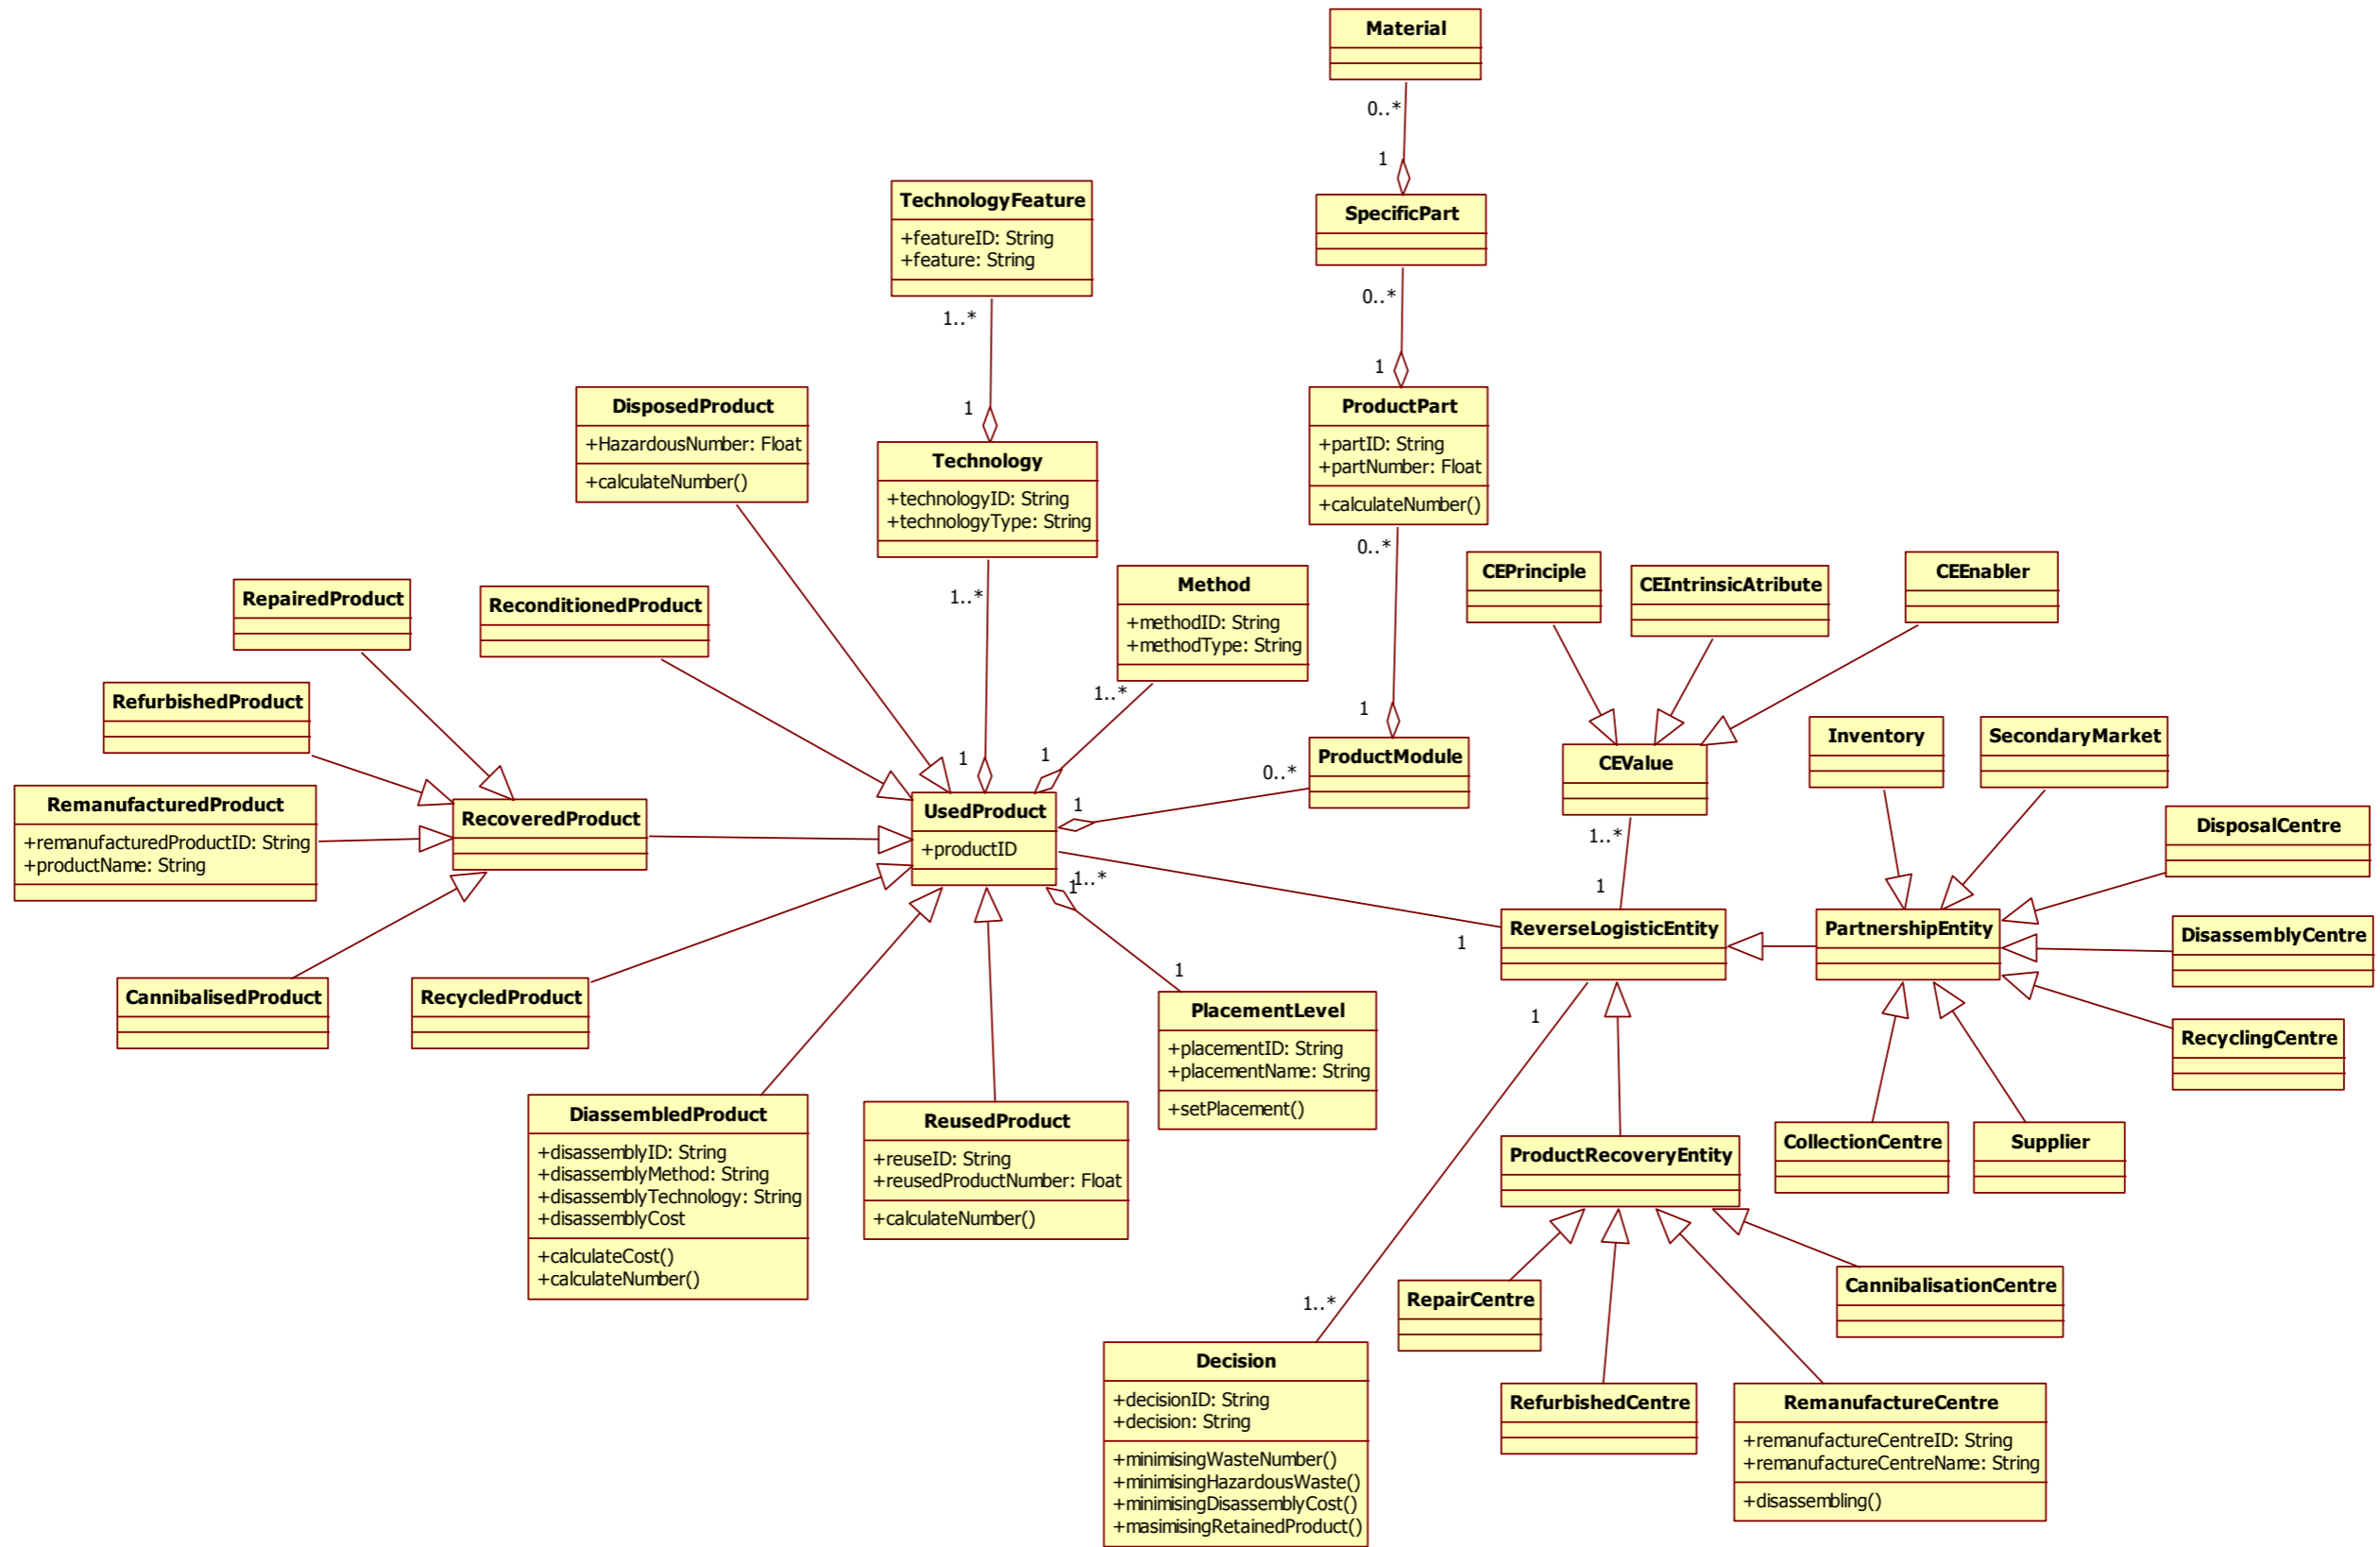 Material
0..*
1
SpecificPart
0..*
1
TechnologyFeature
+featureID: String
+feature: String
1..*
1
DisposedProduct
+HazardousNumber: Float
+calculateNumber()
Technology
+technologyID: String
+technologyType: String
1..*
1
ProductPart
+partID: String
+partNumber: Float
+calculateNumber()
0..*
1
RepairedProduct
ReconditionedProduct
Method
+methodID: String
+methodType: String
1..*
1
CEPrinciple
CEIntrinsicAtribute
CEEnabler
RefurbishedProduct
RemanufacturedProduct
+remanufacturedProductID: String
+productName: String
RecoveredProduct
UsedProduct
+productID
1
0..*
ProductModule
CEValue
1..*
1
Inventory
SecondaryMarket
DisposalCentre
1..*
1
1
1
ReverseLogisticEntity
PartnershipEntity
DisassemblyCentre
RecyclingCentre
CannibalisedProduct
RecycledProduct
PlacementLevel
+placementID: String
+placementName: String
+setPlacement()
1
1..*
DiassembledProduct
+disassemblyID: String
+disassemblyMethod: String
+disassemblyTechnology: String
+disassemblyCost
+calculateCost()
+calculateNumber()
ReusedProduct
+reuseID: String
+reusedProductNumber: Float
+calculateNumber()
ProductRecoveryEntity
CollectionCentre
Supplier
RepairCentre
CannibalisationCentre
Decision
+decisionID: String
+decision: String
+minimisingWasteNumber()
+minimisingHazardousWaste()
+minimisingDisassemblyCost()
+masimisingRetainedProduct()
RefurbishedCentre
RemanufactureCentre
+remanufactureCentreID: String
+remanufactureCentreName: String
+disassembling()